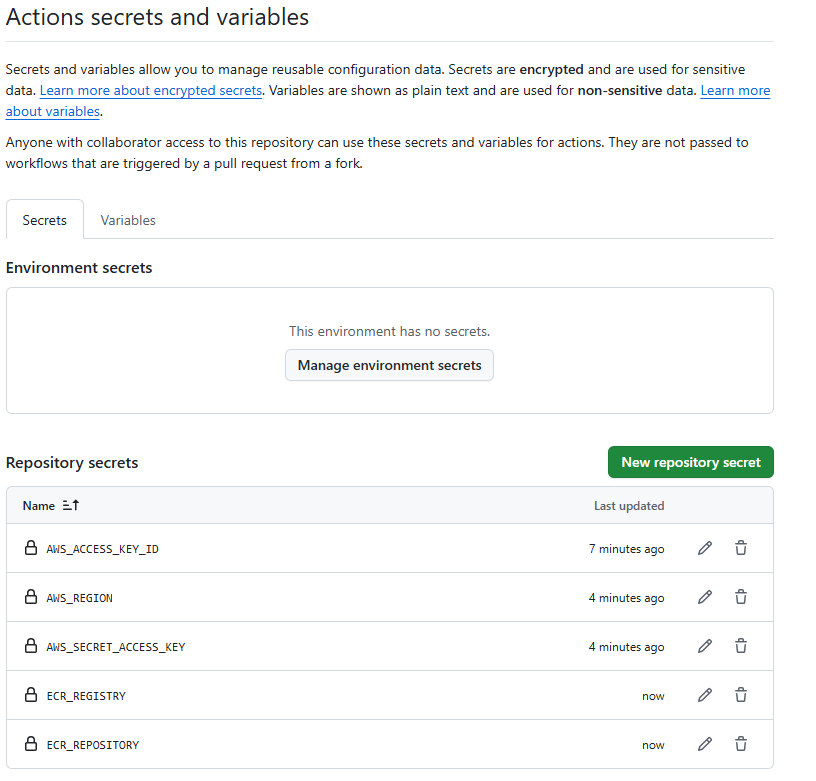 Actions secrets and variables
Secrets and variables allow you to manage reusable configuration data. Secrets are encrypted and are used for sensitive
data. Learn more about encrypted secrets. Variables are shown as plain text and are used for non-sensitive data. Learn more
about variables.
Anyone with collaborator access to this repository can use these secrets and variables for actions. They are not passed to
workflows that are triggered by a pull request from a fork.
Secrets Variables
Environment secrets
This environment has no secrets.
Manage environment secrets
Repository secrets New repository secret
Name Last updated
AWS_ACCESS_KEY_ID 7 minutes ago
AWS_REGION 4 minutes ago
AWS_SECRET_ACCESS_KEY 4 minutes ago
ECR_REGISTRY now
ECR_REPOSITORY now